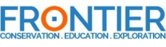 FRONTIER
CONSERVATION . EDUCATION . EXPLORATION